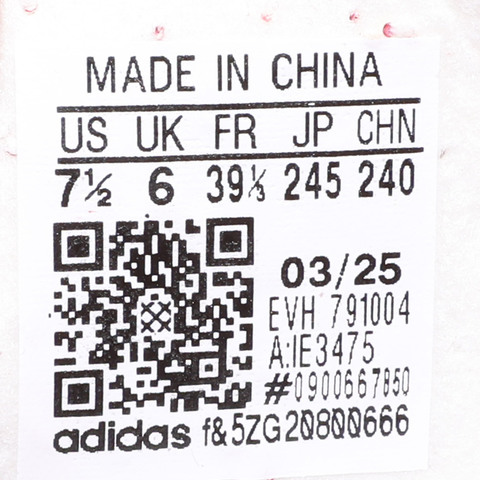 MADE IN CHINA
US UK FR JP CHN
7½ 6 39⅓ 245 240
03/25
EVH 791004
A:IE3475
#0900667850
adidas f&5ZG20800666